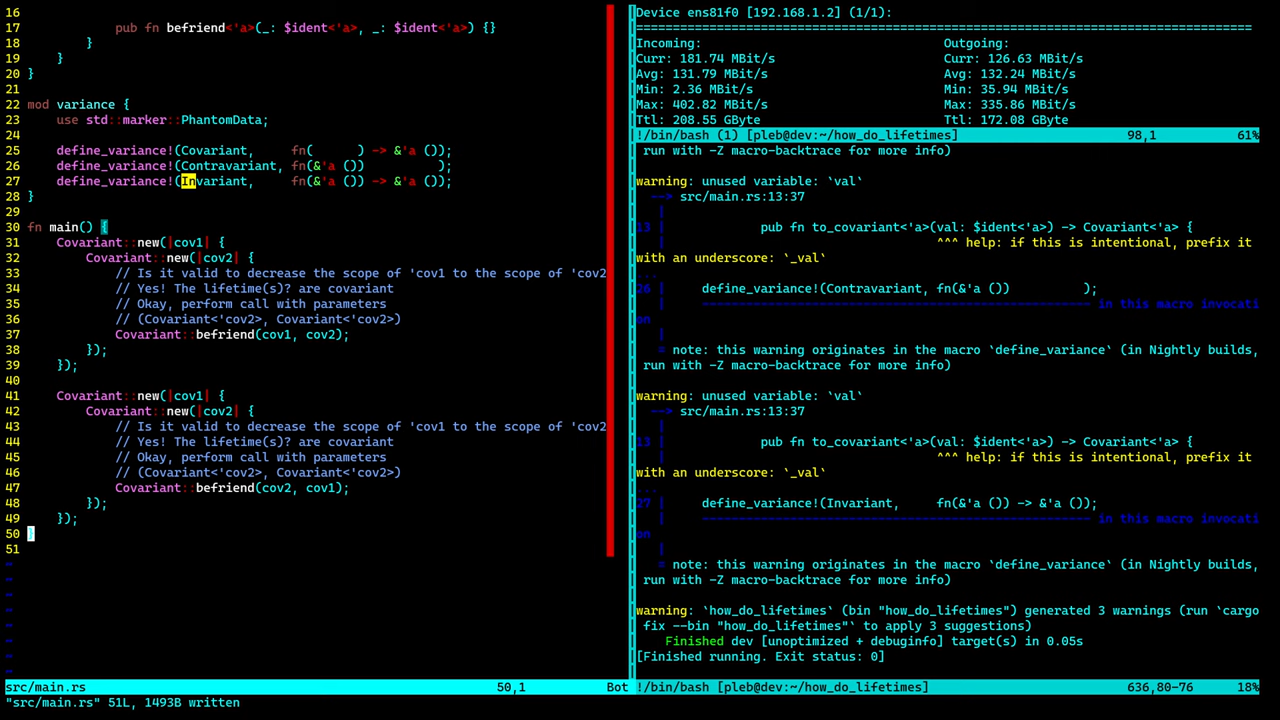 16
17             pub fn befriend<'a>(_: $ident<'a>, _: $ident<'a>) {}
18         }
19     }
20 }
21
22 mod variance {
23     use std::marker::PhantomData;
24
25     define_variance!(Covariant,     fn(      ) -> &'a ());
26     define_variance!(Contravariant, fn(&'a ())          );
27     define_variance!(Invariant,     fn(&'a ()) -> &'a ());
28 }
29
30 fn main() {
31     Covariant::new(|cov1| {
32         Covariant::new(|cov2| {
33             // Is it valid to decrease the scope of 'cov1 to the scope of 'cov2
34             // Yes! The lifetime(s)? are covariant
35             // Okay, perform call with parameters
36             // (Covariant<'cov2>, Covariant<'cov2>)
37             Covariant::befriend(cov1, cov2);
38         });
39     });
40
41     Covariant::new(|cov1| {
42         Covariant::new(|cov2| {
43             // Is it valid to decrease the scope of 'cov1 to the scope of 'cov2
44             // Yes! The lifetime(s)? are covariant
45             // Okay, perform call with parameters
46             // (Covariant<'cov2>, Covariant<'cov2>)
47             Covariant::befriend(cov2, cov1);
48         });
49     });
50 }
51
~
~
~
~
~
~
~
~
src/main.rs                                                       50,1           Bot
"src/main.rs" 51L, 1493B written
Device ens81f0 [192.168.1.2] (1/1):
====================================================================================
Incoming:                                 Outgoing:
Curr: 181.74 MBit/s                       Curr: 126.63 MBit/s
Avg: 131.79 MBit/s                        Avg: 132.24 MBit/s
Min: 2.36 MBit/s                          Min: 35.94 MBit/s
Max: 402.82 MBit/s                        Max: 335.86 MBit/s
Ttl: 208.55 GByte                         Ttl: 172.08 GByte
!/bin/bash (1) [pleb@dev:~/how_do_lifetimes]                       98,1           61%
 run with -Z macro-backtrace for more info)

warning: unused variable: `val`
  --> src/main.rs:13:37
   |
13 |             pub fn to_covariant<'a>(val: $ident<'a>) -> Covariant<'a> {
                                         ^^^ help: if this is intentional, prefix it
with an underscore: `_val`
...
26 |     define_variance!(Contravariant, fn(&'a ())          );
         ----------------------------------------------------- in this macro invocati
on
   |
   = note: this warning originates in the macro `define_variance` (in Nightly builds,
 run with -Z macro-backtrace for more info)

warning: unused variable: `val`
  --> src/main.rs:13:37
   |
13 |             pub fn to_covariant<'a>(val: $ident<'a>) -> Covariant<'a> {
                                         ^^^ help: if this is intentional, prefix it
with an underscore: `_val`
...
27 |     define_variance!(Invariant,     fn(&'a ()) -> &'a ());
         ----------------------------------------------------- in this macro invocati
on
   |
   = note: this warning originates in the macro `define_variance` (in Nightly builds,
 run with -Z macro-backtrace for more info)

warning: `how_do_lifetimes` (bin "how_do_lifetimes") generated 3 warnings (run `cargo
 fix --bin "how_do_lifetimes"` to apply 3 suggestions)
    Finished dev [unoptimized + debuginfo] target(s) in 0.05s
[Finished running. Exit status: 0]
!/bin/bash [pleb@dev:~/how_do_lifetimes]                           636,80-76      18%